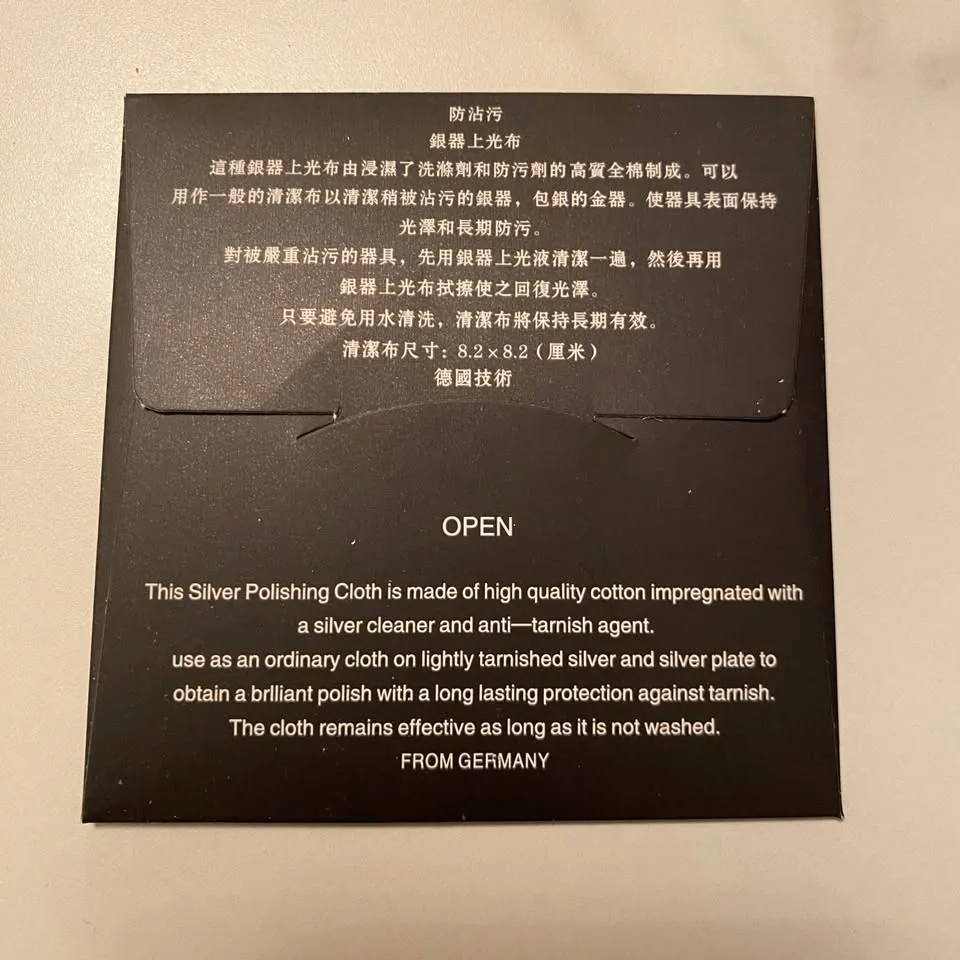 防沾污
銀器上光布
這種銀器上光布由浸濕了洗滌劑和防污劑的高質全棉制成。可以
用作一般的清潔布以清潔稍被沾污的銀器，包銀的金器。使器具表面保持
光澤和長期防污。
對被嚴重沾污的器具，先用銀器上光液清潔一遍，然後再用
銀器上光布拭擦使之回復光澤。
只要避免用水清洗，清潔布將保持長期有效。
清潔布尺寸：8.2×8.2（厘米）
德國技術
OPEN
This Silver Polishing Cloth is made of high quality cotton impregnated with
a silver cleaner and anti—tarnish agent.
use as an ordinary cloth on lightly tarnished silver and silver plate to
obtain a brlliant polish with a long lasting protection against tarnish.
The cloth remains effective as long as it is not washed.
FROM GERMANY